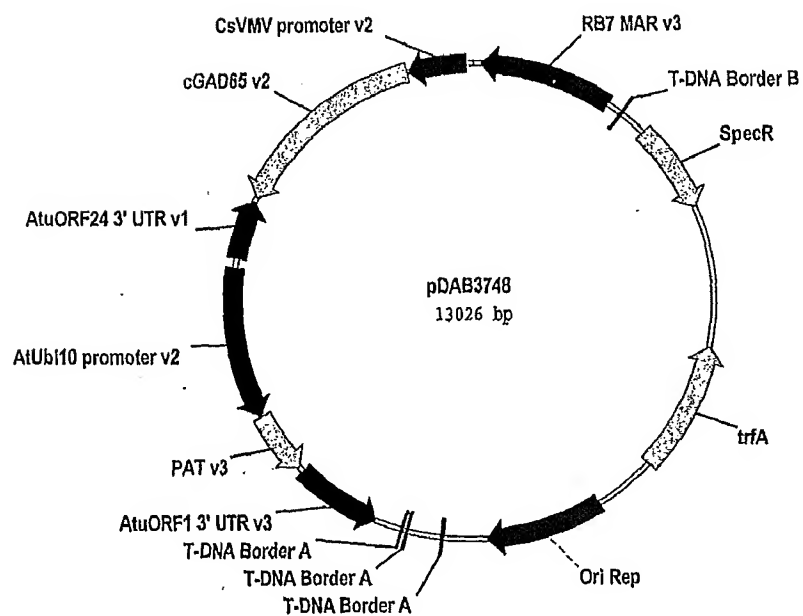 CsVMV promoter v2
RB7 MAR v3
cGAD65 v2
T-DNA Border B
SpecR
AtuORF24 3' UTR v1
pDAB3748
13026 bp
AtUbi10 promoter v2
trfA
PAT v3
AtuORF1 3' UTR v3
T-DNA Border A
T-DNA Border A
T-DNA Border A
Ori Rep